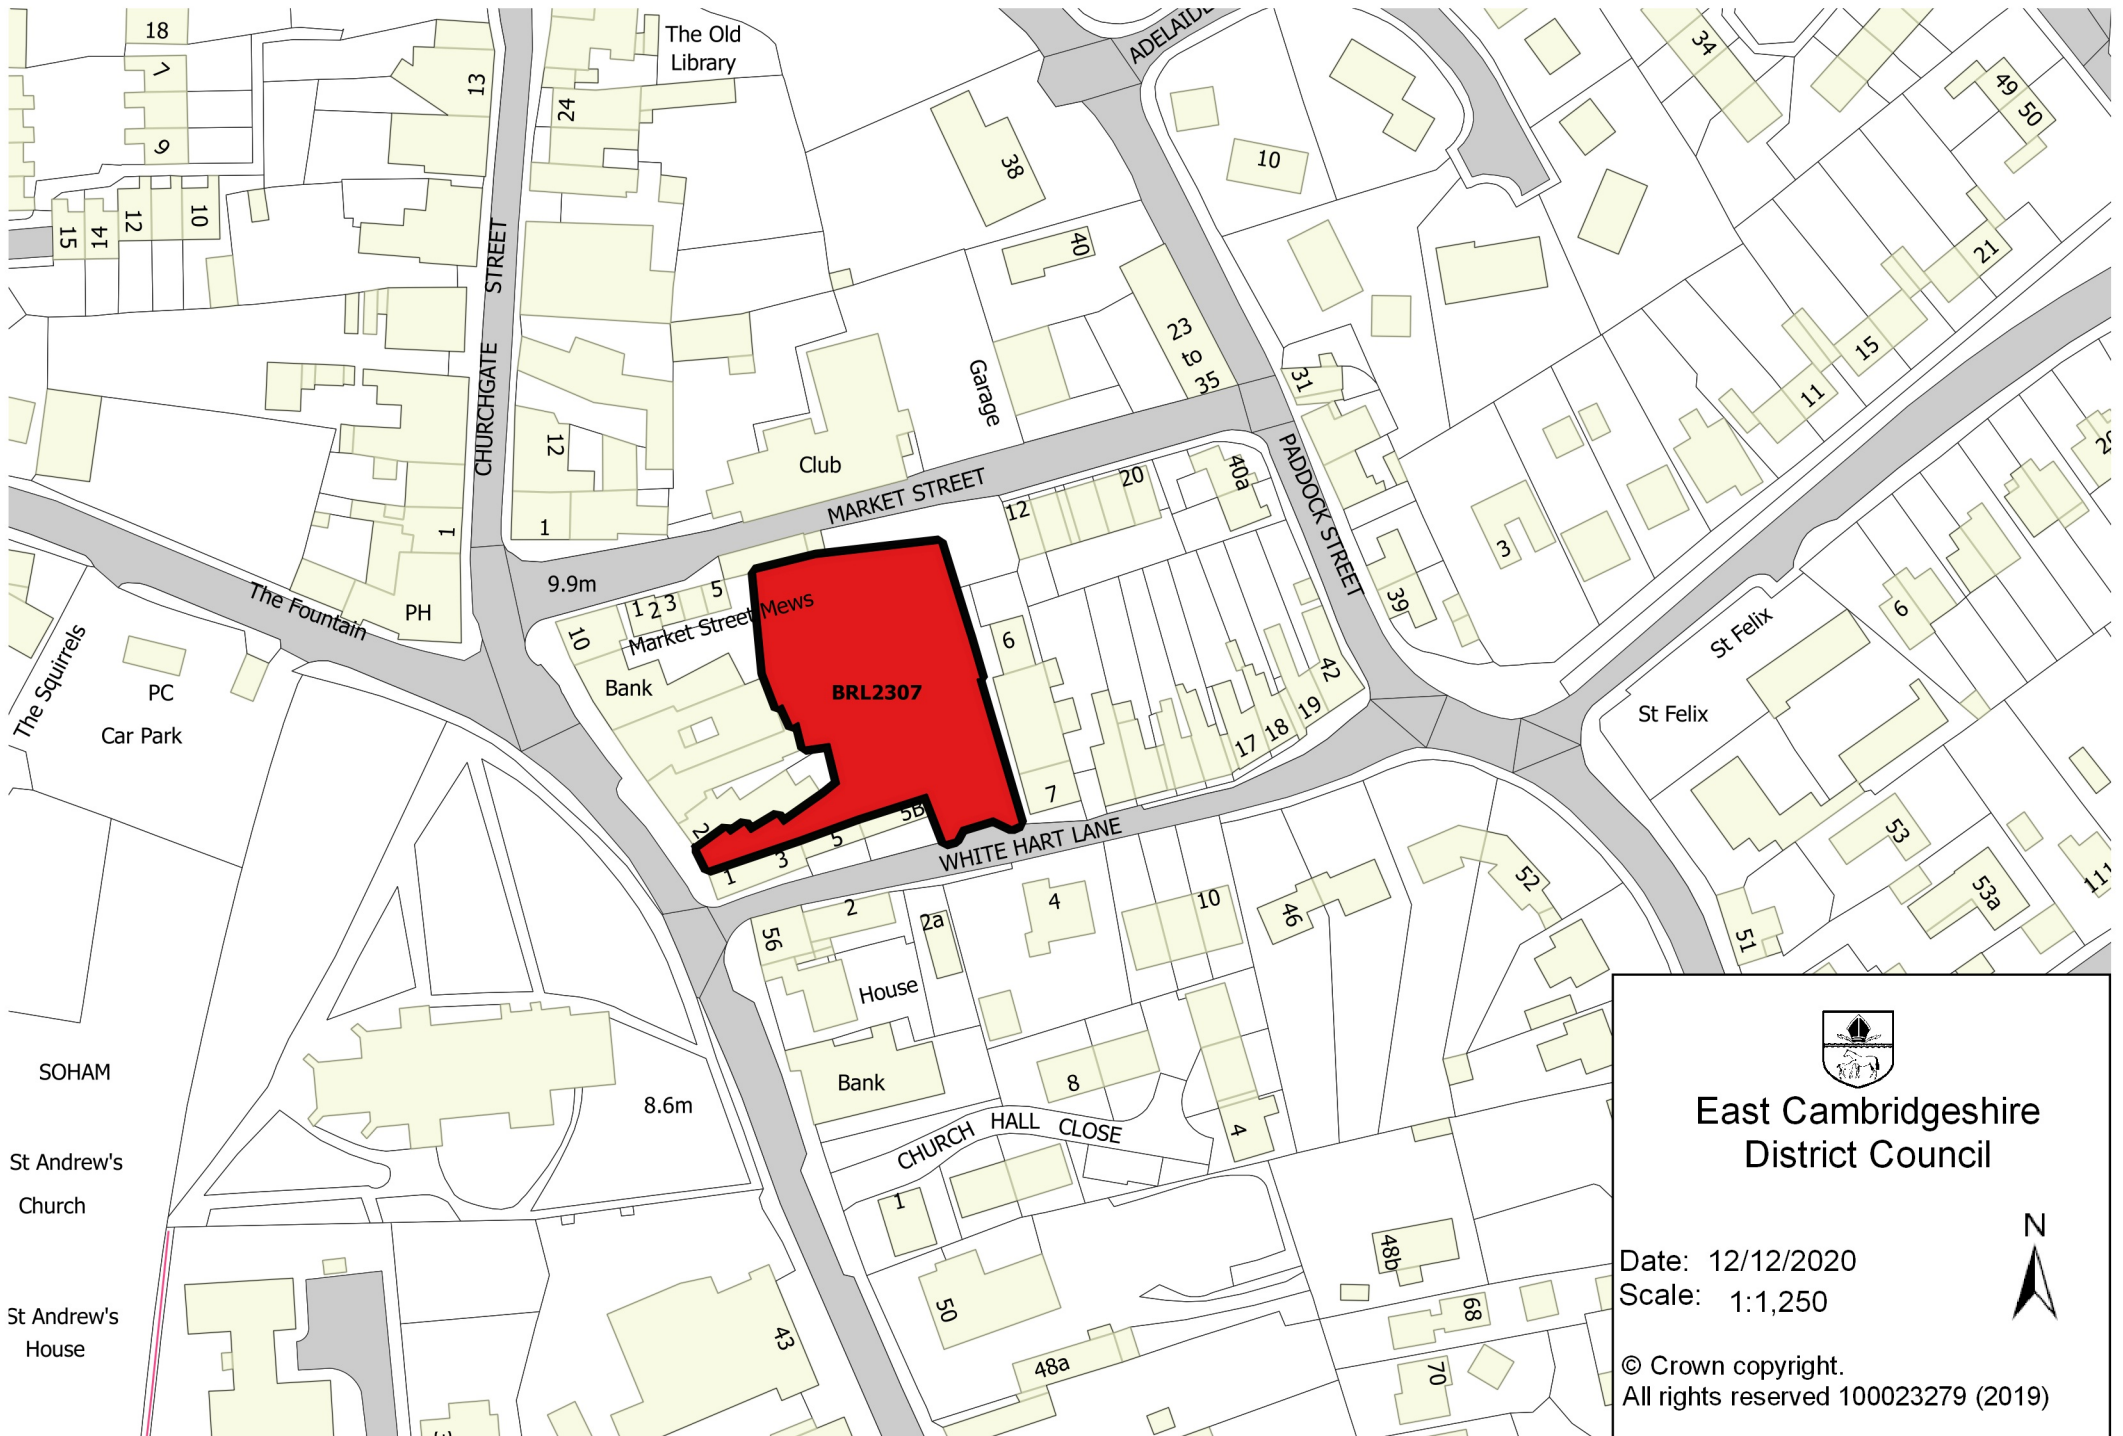 18
7
9
13
The Old
Library
24
ADELAIDE
34
49
50
38
10
15
14
12
10
CHURCHGATE STREET
40
21
23
to
35
Garage
31
15
11
12
Club
MARKET STREET
20
12
40a
PADDOCK STREET
1
1
3
9.9m
The Fountain
PH
10
1
2
3
5
Market Street Mews
6
39
6
St Felix
The Squirrels
PC
Car Park
Bank
BRL2307
42
19
18
17
St Felix
7
2
5B
5
3
1
WHITE HART LANE
53
52
53a
111
56
2
2a
4
10
46
51
House
Bank
8
SOHAM
8.6m
CHURCH HALL CLOSE
4
St Andrew's
Church
1
St Andrew's
House
43
50
48a
48b
68
70
East Cambridgeshire
District Council
N
Date: 12/12/2020
Scale: 1:1,250
© Crown copyright.
All rights reserved 100023279 (2019)